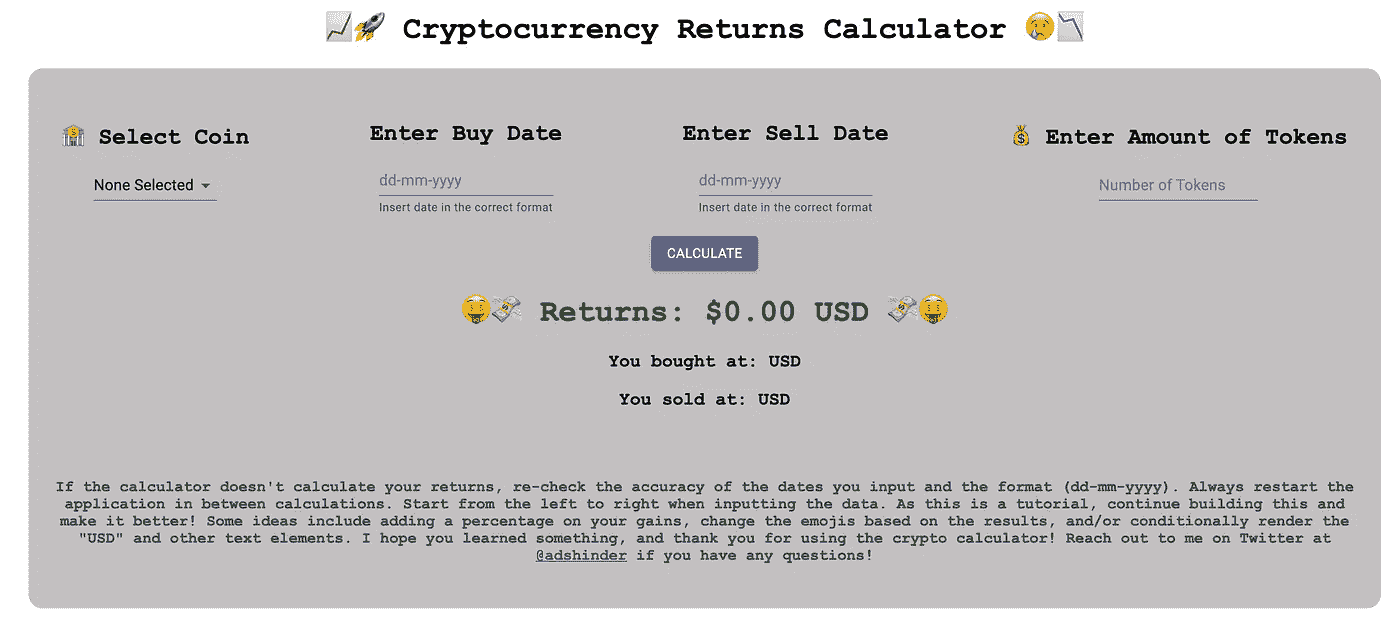 Cryptocurrency Returns Calculator
Select Coin
Enter Buy Date
Enter Sell Date
Enter Amount of Tokens
None Selected
dd-mm-yyyy
dd-mm-yyyy
Number of Tokens
Insert date in the correct format
Insert date in the correct format
CALCULATE
Returns: $0.00 USD
You bought at: USD
You sold at: USD
If the calculator doesn't calculate your returns, re-check the accuracy of the dates you input and the format (dd-mm-yyyy). Always restart the
application in between calculations. Start from the left to right when inputting the data. As this is a tutorial, continue building this and
make it better! Some ideas include adding a percentage on your gains, change the emojis based on the results, and/or conditionally render the
"USD" and other text elements. I hope you learned something, and thank you for using the crypto calculator! Reach out to me on Twitter at
@adshinder if you have any questions!